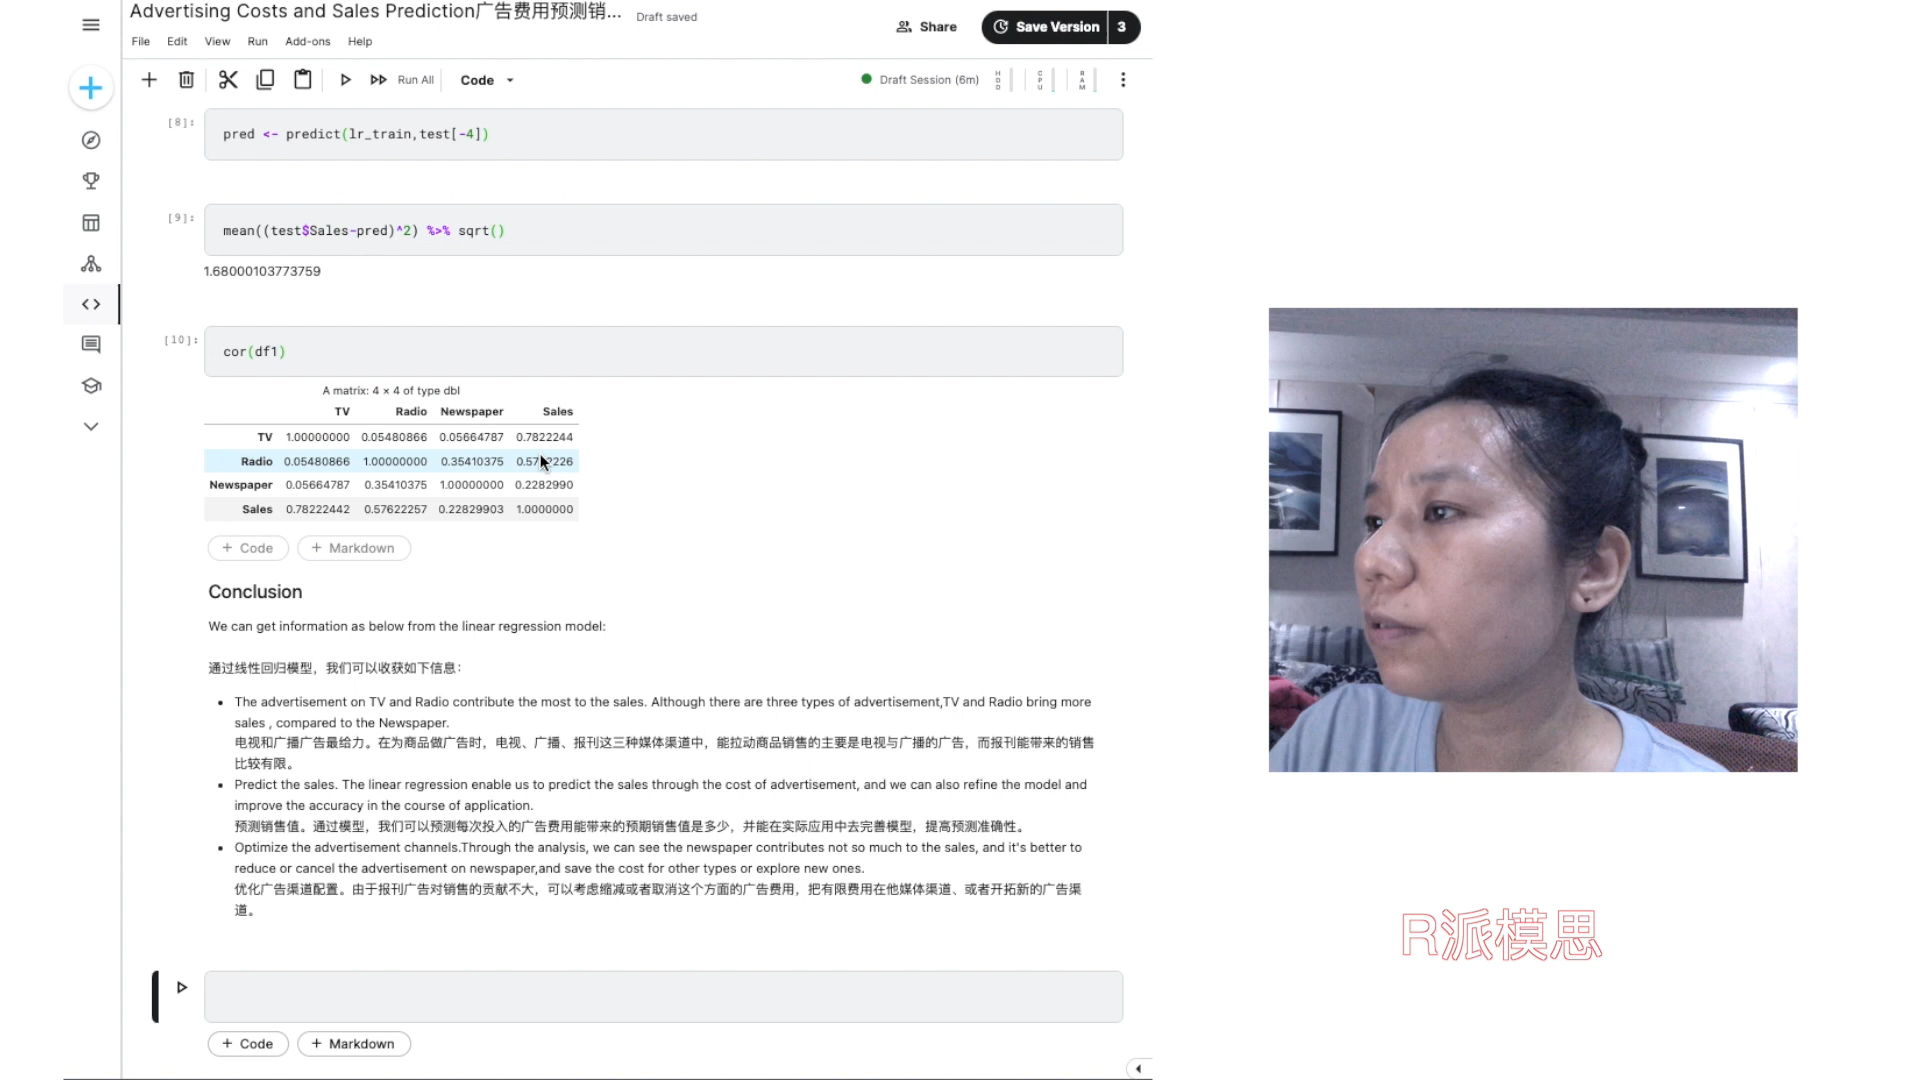 Advertising Costs and Sales Prediction广告费用预测销...
Draft saved
Share
Save Version
3
File Edit View Run Add-ons Help
Run All
Code
Draft Session (6m)
HDD
CPU
RAM
[8]:
pred <- predict(lr_train,test[-4])
[9]:
mean((test$Sales-pred)^2) %>% sqrt()
1.68000103773759
[10]:
cor(df1)
A matrix: 4 × 4 of type dbl
TV Radio Newspaper Sales
TV 1.00000000 0.05480866 0.05664787 0.7822244
Radio 0.05480866 1.00000000 0.35410375
Newspaper 0.05664787 0.35410375 1.00000000 0.2282990
Sales 0.78222442 0.57622257 0.22829903 1.0000000
+ Code + Markdown
Conclusion
We can get information as below from the linear regression model:
通过线性回归模型，我们可以收获如下信息：
• The advertisement on TV and Radio contribute the most to the sales. Although there are three types of advertisement,TV and Radio bring more
sales , compared to the Newspaper.
电视和广播广告最给力。在为商品做广告时，电视、广播、报刊这三种媒体渠道中，能拉动商品销售的主要是电视与广播的广告，而报刊能带来的销售
比较有限。
• Predict the sales. The linear regression enable us to predict the sales through the cost of advertisement, and we can also refine the model and
improve the accuracy in the course of application.
预测销售值。通过模型，我们可以预测每次投入的广告费用能带来的预期销售值是多少，并能在实际应用中去完善模型，提高预测准确性。
• Optimize the advertisement channels.Through the analysis, we can see the newspaper contributes not so much to the sales, and it's better to
reduce or cancel the advertisement on newspaper,and save the cost for other types or explore new ones.
优化广告渠道配置。由于报刊广告对销售的贡献不大，可以考虑缩减或者取消这个方面的广告费用，把有限费用在他媒体渠道、或者开拓新的广告渠
道。
+ Code + Markdown
R派模思